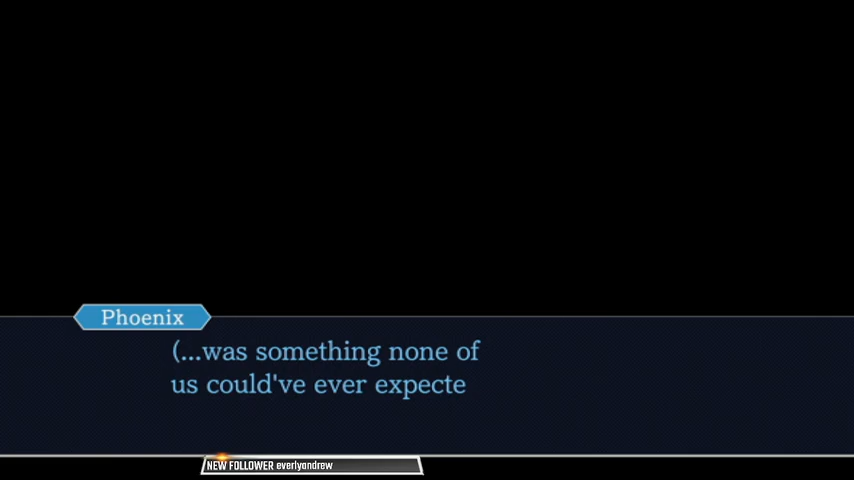 Phoenix
(...was something none of
us could've ever expecte
NEW FOLLOWER everlyandrew